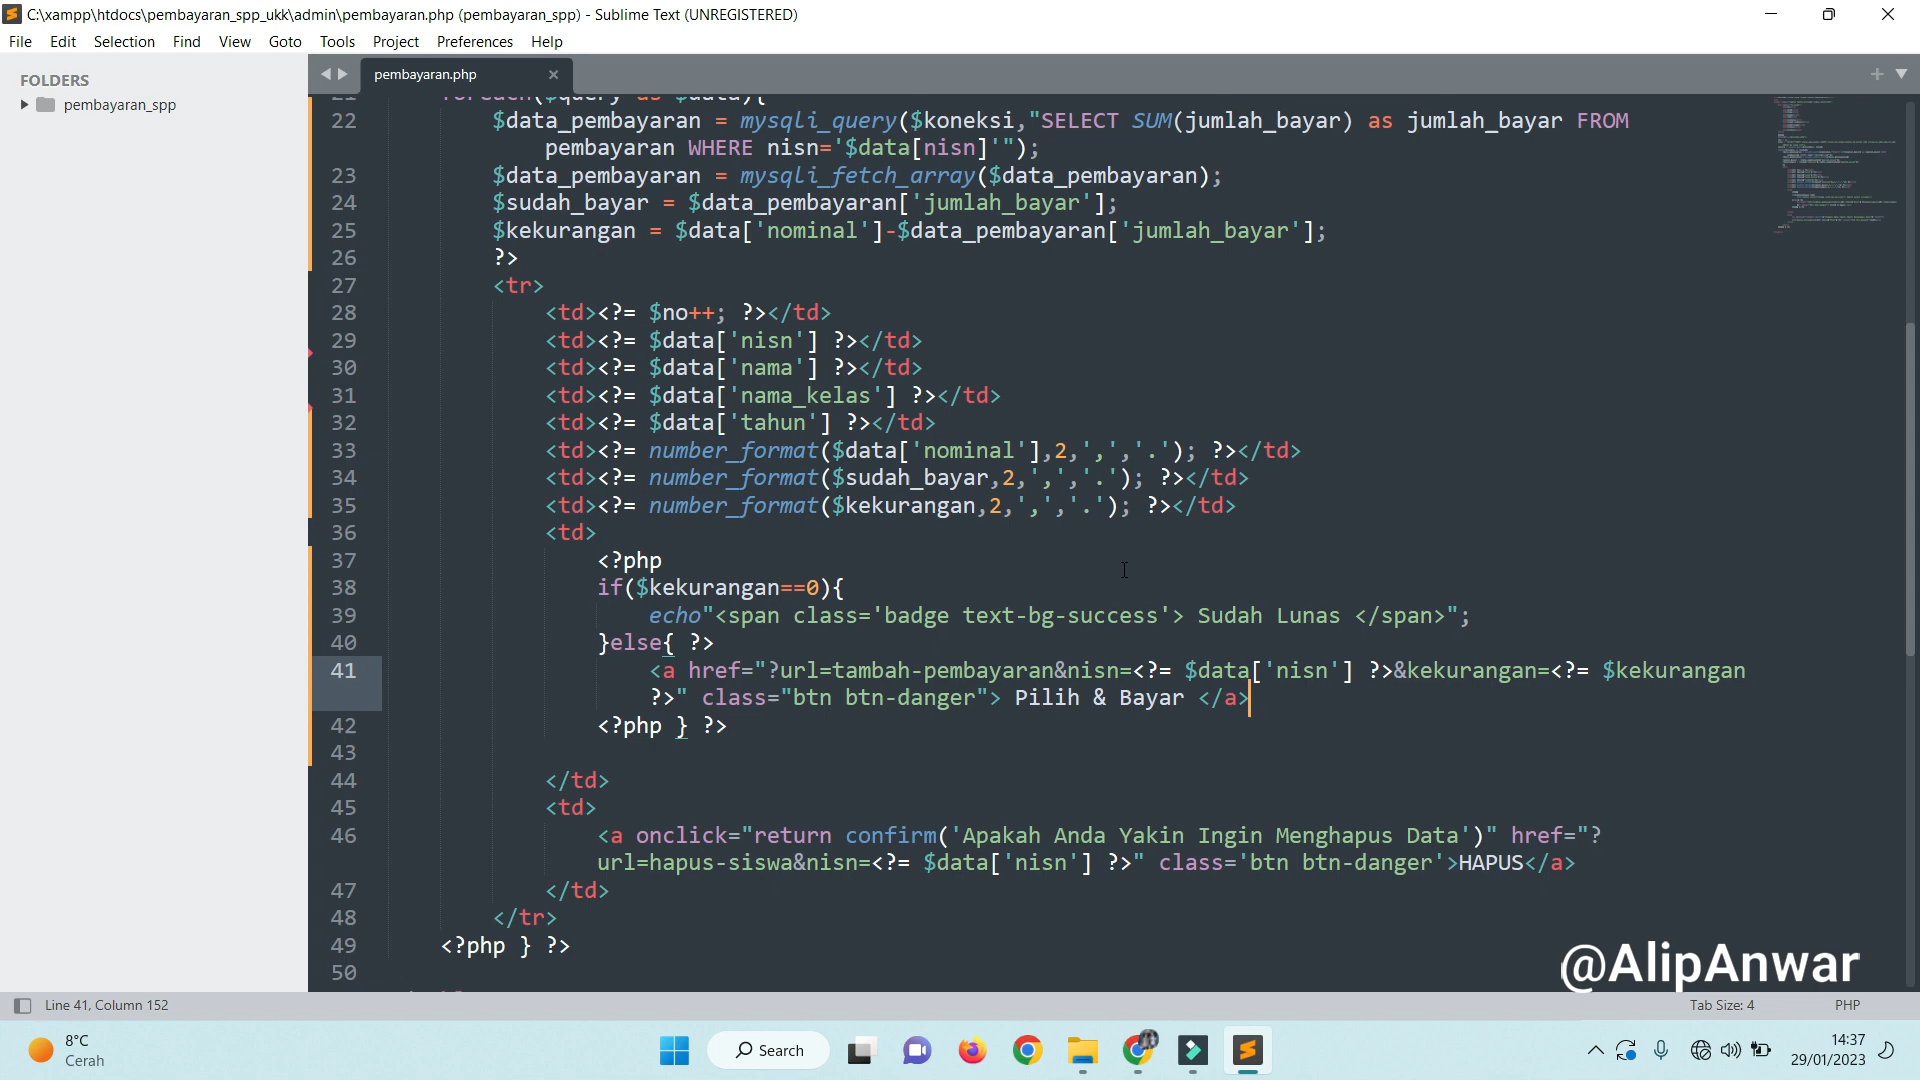 C:\xampp\htdocs\pembayaran_spp_ukk\admin\pembayaran.php (pembayaran_spp) - Sublime Text (UNREGISTERED)
File Edit Selection Find View Goto Tools Project Preferences Help
FOLDERS
pembayaran_spp
pembayaran.php
21 foreach($query as $data){
22 $data_pembayaran = mysqli_query($koneksi,"SELECT SUM(jumlah_bayar) as jumlah_bayar FROM
pembayaran WHERE nisn='$data[nisn]'");
23 $data_pembayaran = mysqli_fetch_array($data_pembayaran);
24 $sudah_bayar = $data_pembayaran['jumlah_bayar'];
25 $kekurangan = $data['nominal']-$data_pembayaran['jumlah_bayar'];
26 ?>
27 <tr>
28 <td><?= $no++; ?></td>
29 <td><?= $data['nisn'] ?></td>
30 <td><?= $data['nama'] ?></td>
31 <td><?= $data['nama_kelas'] ?></td>
32 <td><?= $data['tahun'] ?></td>
33 <td><?= number_format($data['nominal'],2,',','.'); ?></td>
34 <td><?= number_format($sudah_bayar,2,',','.'); ?></td>
35 <td><?= number_format($kekurangan,2,',','.'); ?></td>
36 <td>
37 <?php
38 if($kekurangan==0){
39 echo"<span class='badge text-bg-success'> Sudah Lunas </span>";
40 }else{ ?>
41 <a href="?url=tambah-pembayaran&nisn=<?= $data['nisn'] ?>&kekurangan=<?= $kekurangan
?>" class="btn btn-danger"> Pilih & Bayar </a>
42 <?php } ?>
43
44 </td>
45 <td>
46 <a onclick="return confirm('Apakah Anda Yakin Ingin Menghapus Data')" href="?
url=hapus-siswa&nisn=<?= $data['nisn'] ?>" class='btn btn-danger'>HAPUS</a>
47 </td>
48 </tr>
49 <?php } ?>
50
@AlipAnwar
Line 41, Column 152
Tab Size: 4
PHP
8°C
Cerah
Search
14:37
29/01/2023